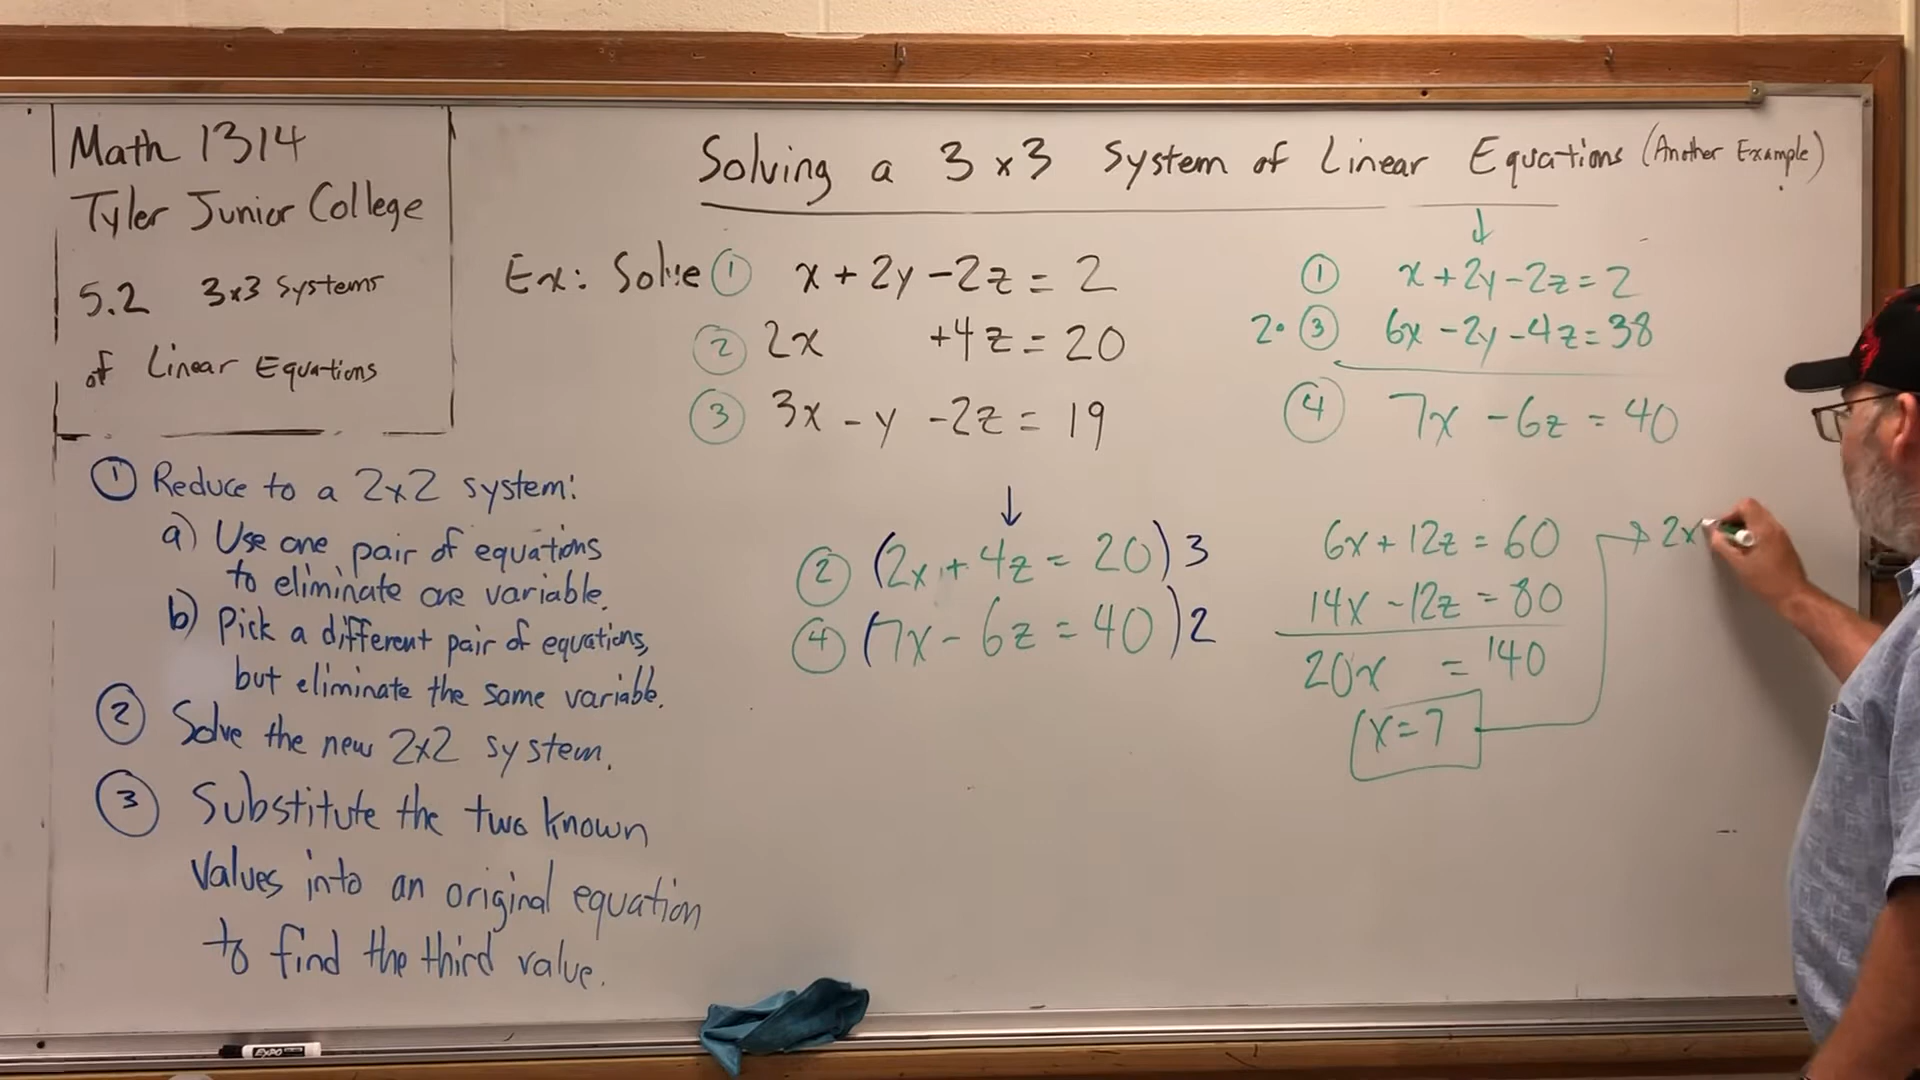 Math 1314
Tyler Junior College
5.2 3x3 Systems
of Linear Equations
Solving a 3x3 System of Linear Equations (Another Example)
Ex: Solve ① x + 2y - 2z = 2
② 2x +4z = 20
③ 3x - y - 2z = 19
↓
① x + 2y - 2z = 2
2• ③ 6x - 2y - 4z = 38
④ 7x - 6z = 40
① Reduce to a 2x2 system:
a) Use one pair of equations
to eliminate one variable.
b) Pick a different pair of equations,
but eliminate the same variable.
② Solve the new 2x2 system.
③ Substitute the two known
values into an original equation
to find the third value.
↓
② (2x + 4z = 20)3
④ (7x - 6z = 40)2
6x + 12z = 60
14x - 12z = 80
20x = 140
x = 7
→ 2x
EXPO